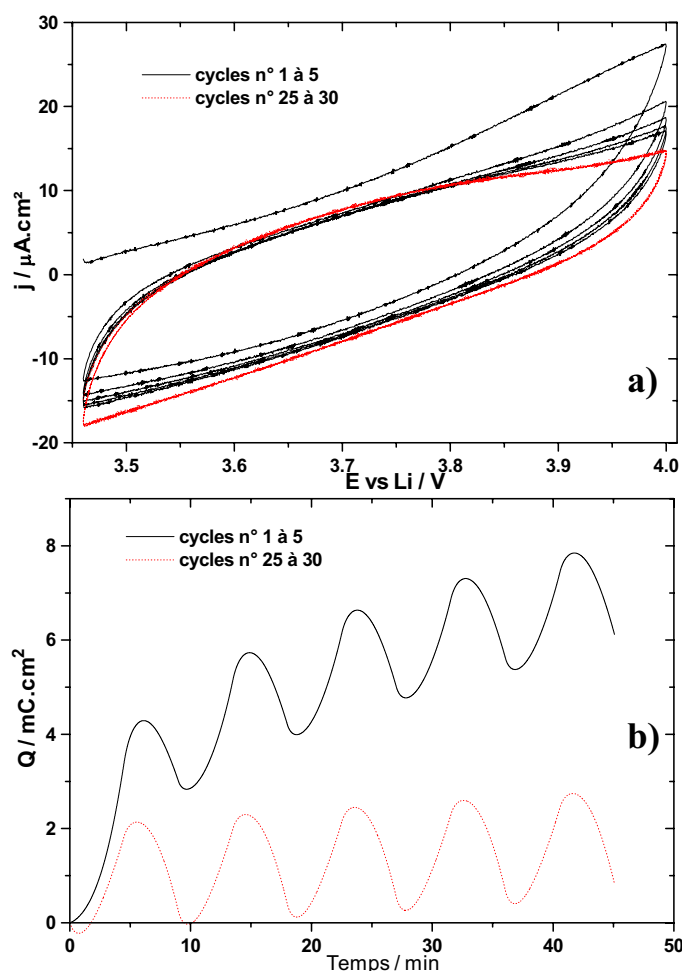 30
20
10
0
-10
-20
j / µA.cm²
cycles n° 1 à 5
cycles n° 25 à 30
a)
3.5 3.6 3.7 3.8 3.9 4.0
E vs Li / V
8
6
4
2
0
Q / mC.cm²
cycles n° 1 à 5
cycles n° 25 à 30
b)
0 10 20 30 40 50
Temps / min